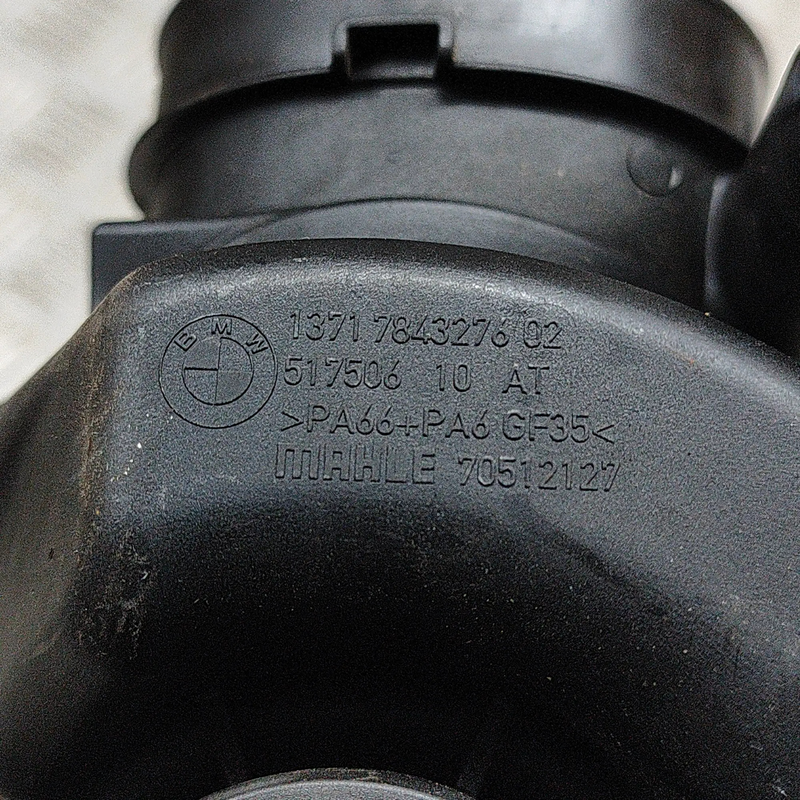 BMW
1371 7843276 02
517506 10 AT
>PA66+PA6 GF35<
MAHLE 70512127